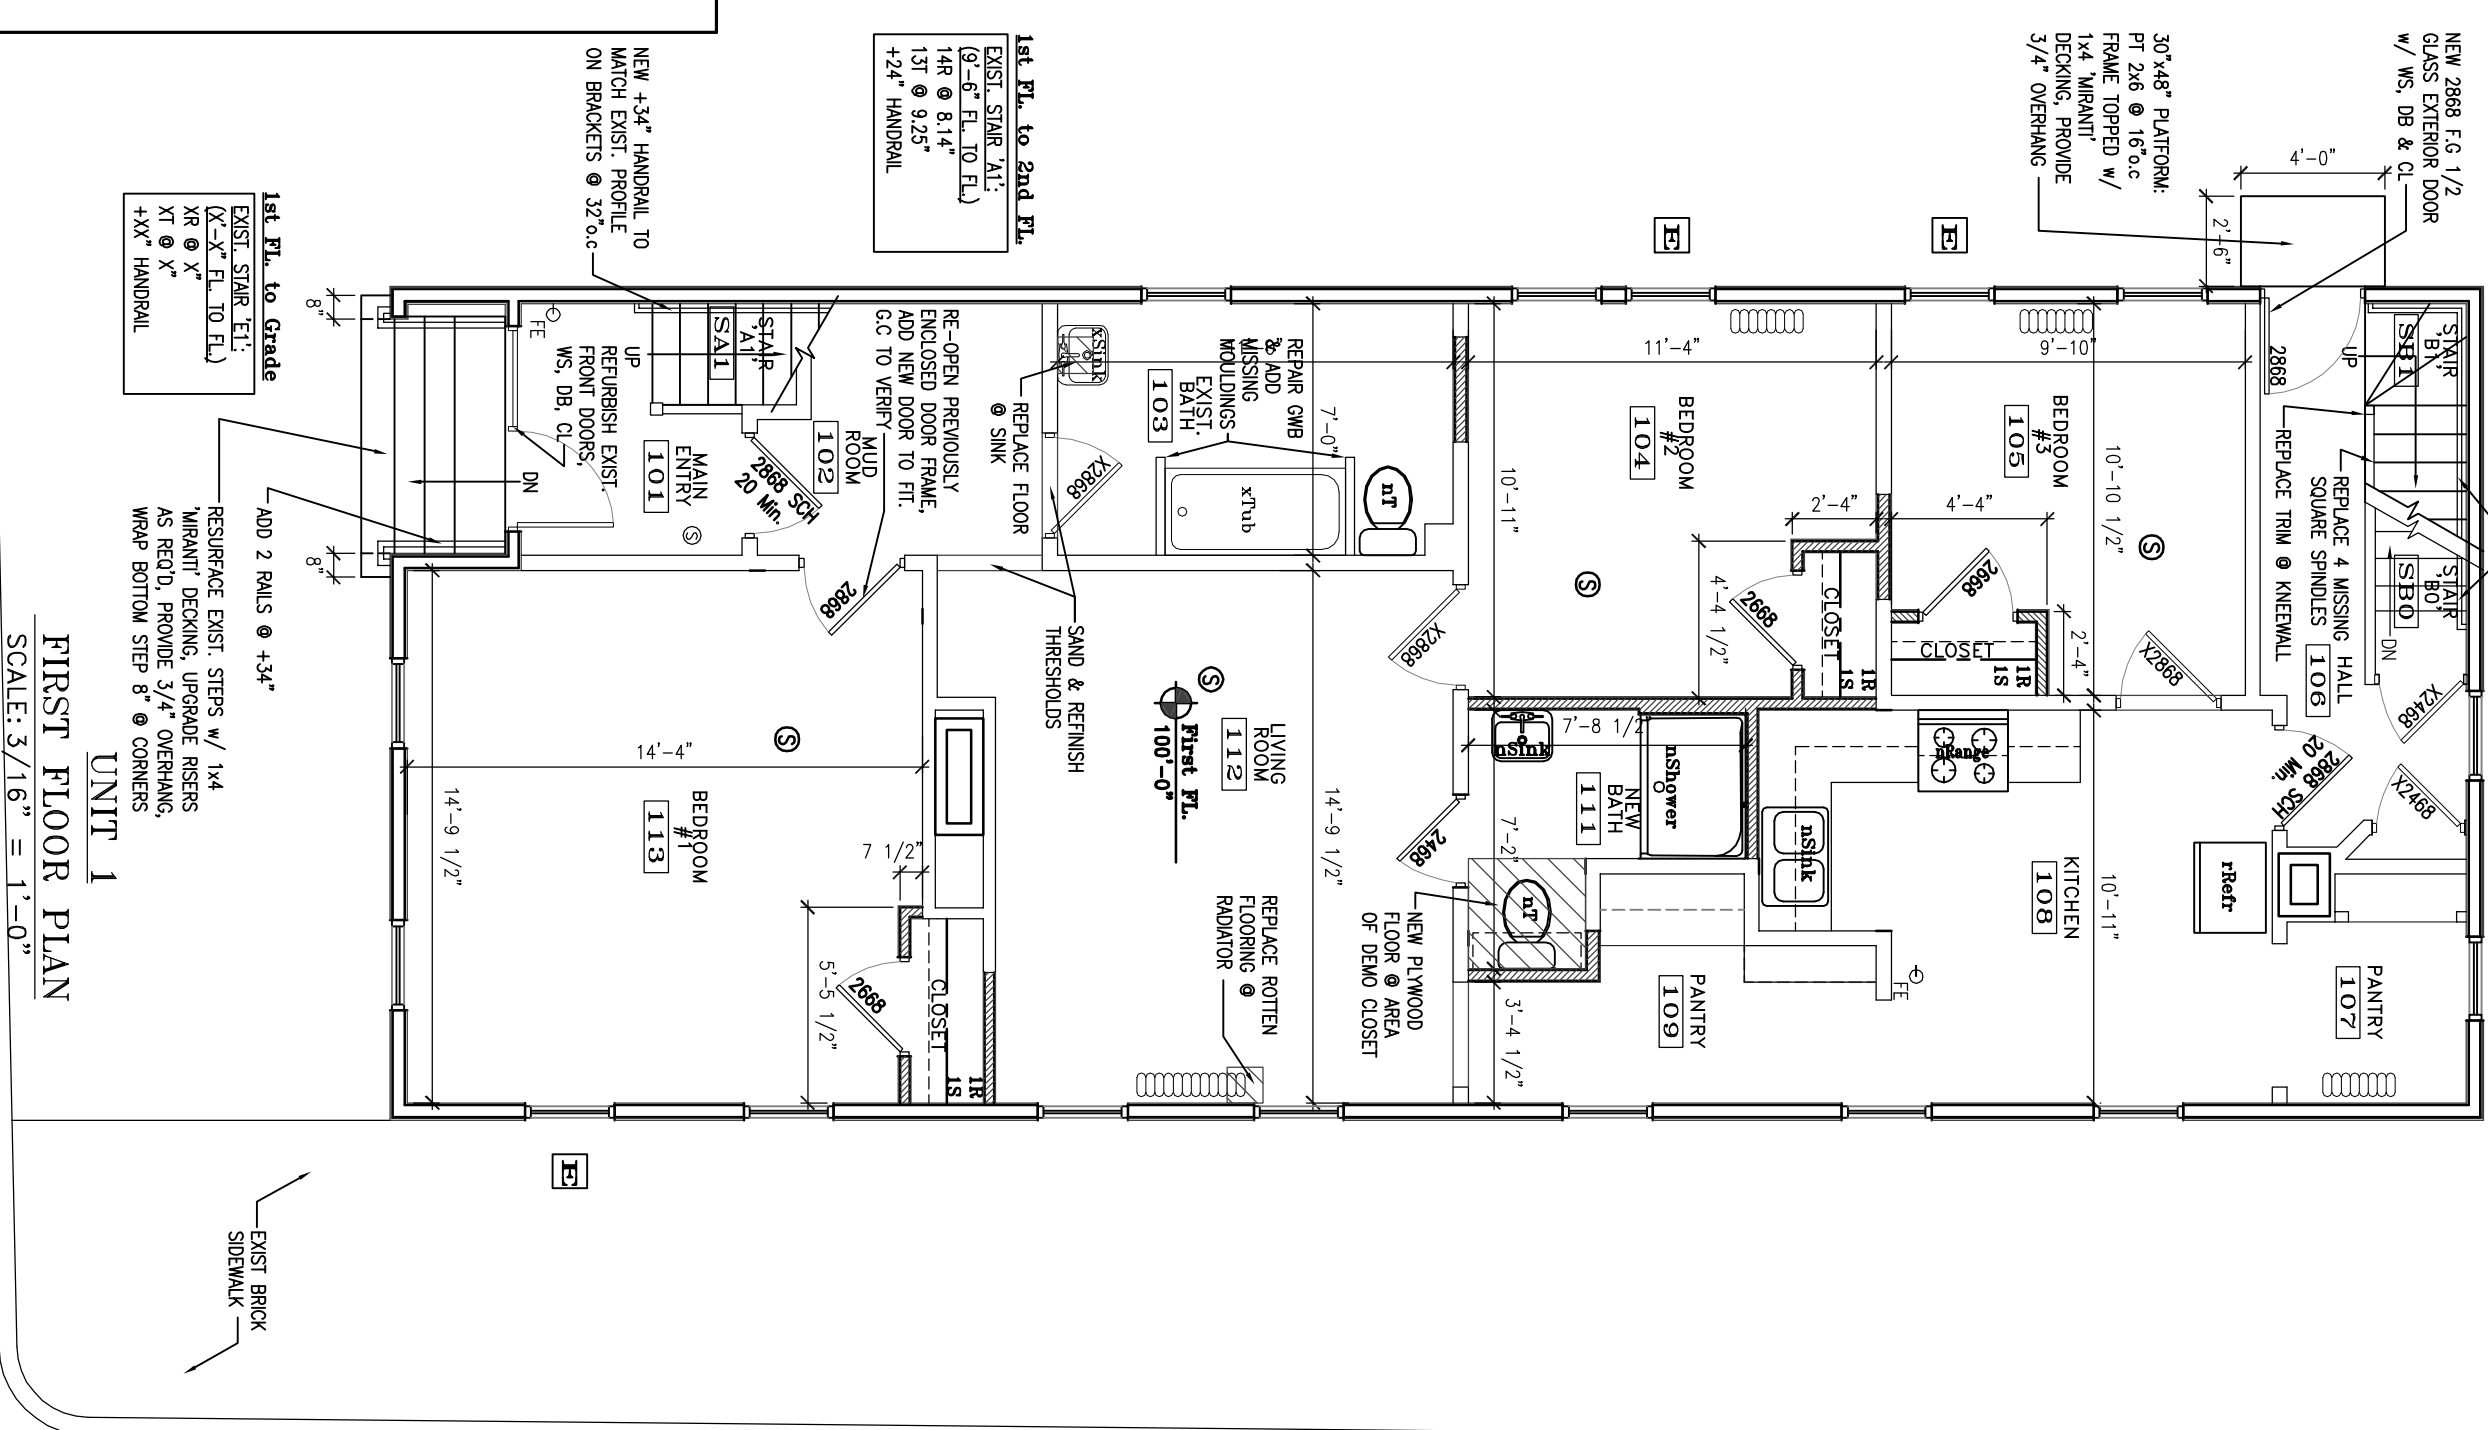 NEW 2868 F.G 1/2
GLASS EXTERIOR DOOR
w/ WS, DB & CL
30"x48" PLATFORM:
PT 2x6 @ 16"o.c
FRAME TOPPED w/
1x4 'MIRANTI'
DECKING, PROVIDE
3/4" OVERHANG
4'-0"
2'-6"
E
E
1st FL. to 2nd FL.
EXIST. STAIR 'A1':
(9'-6" FL. TO FL.)
14R @ 8.14"
13T @ 9.25"
+24" HANDRAIL
NEW +34" HANDRAIL TO
MATCH EXIST. PROFILE
ON BRACKETS @ 32"o.c
1st FL. to Grade
EXIST. STAIR 'E1':
(X'-X" FL. TO FL.)
XR @ X"
XT @ X"
+XX" HANDRAIL
8"
8"
STAIR
'B1'
SB1
UP
2868
STAIR
'B0'
SB0
DN
REPLACE 4 MISSING
SQUARE SPINDLES
REPLACE TRIM @ KNEEWALL
HALL
106
X2468
X2468
2868 SCH
20 Min.
9'-10"
BEDROOM
#3
105
10'-10 1/2"
S
4'-4"
2668
2'-4"
CLOSET
1R
1S
X2868
11'-4"
BEDROOM
#2
104
10'-11"
S
2'-4"
4'-4 1/2"
2668
CLOSET
1R
1S
X2868
REPAIR GWB
& ADD
MISSING
MOULDINGS
EXIST.
BATH.
103
7'-0"
xSink
xTub
nT
X2868
REPLACE FLOOR
@ SINK
RE-OPEN PREVIOUSLY
ENCLOSED DOOR FRAME,
ADD NEW DOOR TO FIT.
G.C TO VERIFY
STAIR
'A1'
SA1
UP
FE
REFURBISH EXIST.
FRONT DOORS,
WS, DB, CL
MUD
ROOM
102
2868 SCH
20 Min.
MAIN
ENTRY
101
S
DN
2868
SAND & REFINISH
THRESHOLDS
ADD 2 RAILS @ +34"
RESURFACE EXIST. STEPS w/ 1x4
'MIRANTI' DECKING, UPGRADE RISERS
AS REQ'D, PROVIDE 3/4" OVERHANG,
WRAP BOTTOM STEP 8" @ CORNERS
S
First FL.
100'-0"
LIVING
ROOM
112
14'-9 1/2"
REPLACE ROTTEN
FLOORING @
RADIATOR
S
14'-4"
BEDROOM
#1
113
14'-9 1/2"
7 1/2"
5'-5 1/2"
2668
CLOSET
1R
1S
7'-8 1/2"
nSink
nShower
NEW
BATH
111
2468
7'-2"
nT
NEW PLYWOOD
FLOOR @ AREA
OF DEMO CLOSET
3'-4 1/2"
PANTRY
109
nRange
nSink
KITCHEN
108
10'-11"
rRefr
FE
PANTRY
107
E
EXIST BRICK
SIDEWALK
UNIT 1
FIRST FLOOR PLAN
SCALE: 3/16" = 1'-0"